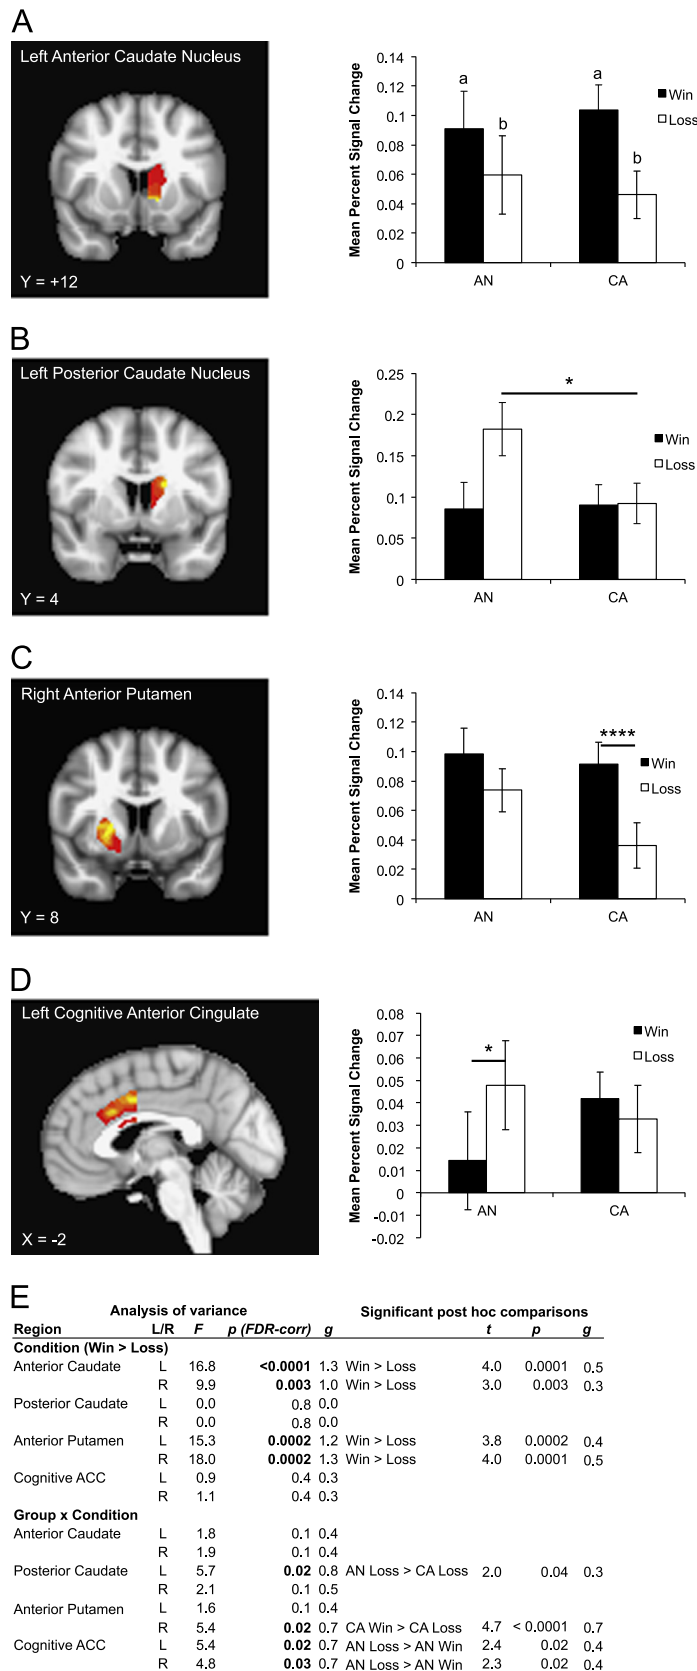 A
Left Anterior Caudate Nucleus
Y = +12
Mean Percent Signal Change
0.14
0.12
0.1
0.08
0.06
0.04
0.02
0
a
b
a
b
Win
Loss
AN
CA
B
Left Posterior Caudate Nucleus
Y = 4
Mean Percent Signal Change
0.25
0.2
0.15
0.1
0.05
0
*
Win
Loss
AN
CA
C
Right Anterior Putamen
Y = 8
Mean Percent Signal Change
0.14
0.12
0.1
0.08
0.06
0.04
0.02
0
****
Win
Loss
AN
CA
D
Left Cognitive Anterior Cingulate
X = -2
Mean Percent Signal Change
0.08
0.07
0.06
0.05
0.04
0.03
0.02
0.01
0
-0.01
-0.02
*
Win
Loss
AN
CA
E
Analysis of variance Significant post hoc comparisons
Region L/R F p (FDR-corr) g t p g
Condition (Win > Loss)
Anterior Caudate L 16.8 <0.0001 1.3 Win > Loss 4.0 0.0001 0.5
R 9.9 0.003 1.0 Win > Loss 3.0 0.003 0.3
Posterior Caudate L 0.0 0.8 0.0
R 0.0 0.8 0.0
Anterior Putamen L 15.3 0.0002 1.2 Win > Loss 3.8 0.0002 0.4
R 18.0 0.0002 1.3 Win > Loss 4.0 0.0001 0.5
Cognitive ACC L 0.9 0.4 0.3
R 1.1 0.4 0.3
Group x Condition
Anterior Caudate L 1.8 0.1 0.4
R 1.9 0.1 0.4
Posterior Caudate L 5.7 0.02 0.8 AN Loss > CA Loss 2.0 0.04 0.3
R 2.1 0.1 0.5
Anterior Putamen L 1.6 0.1 0.4
R 5.4 0.02 0.7 CA Win > CA Loss 4.7 < 0.0001 0.7
Cognitive ACC L 5.4 0.02 0.7 AN Loss > AN Win 2.4 0.02 0.4
R 4.8 0.03 0.7 AN Loss > AN Win 2.3 0.02 0.4